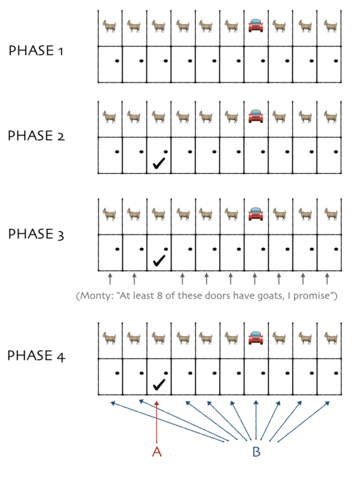 PHASE 1
PHASE 2
PHASE 3
(Monty: "At least 8 of these doors have goats, I promise")
PHASE 4
A
B